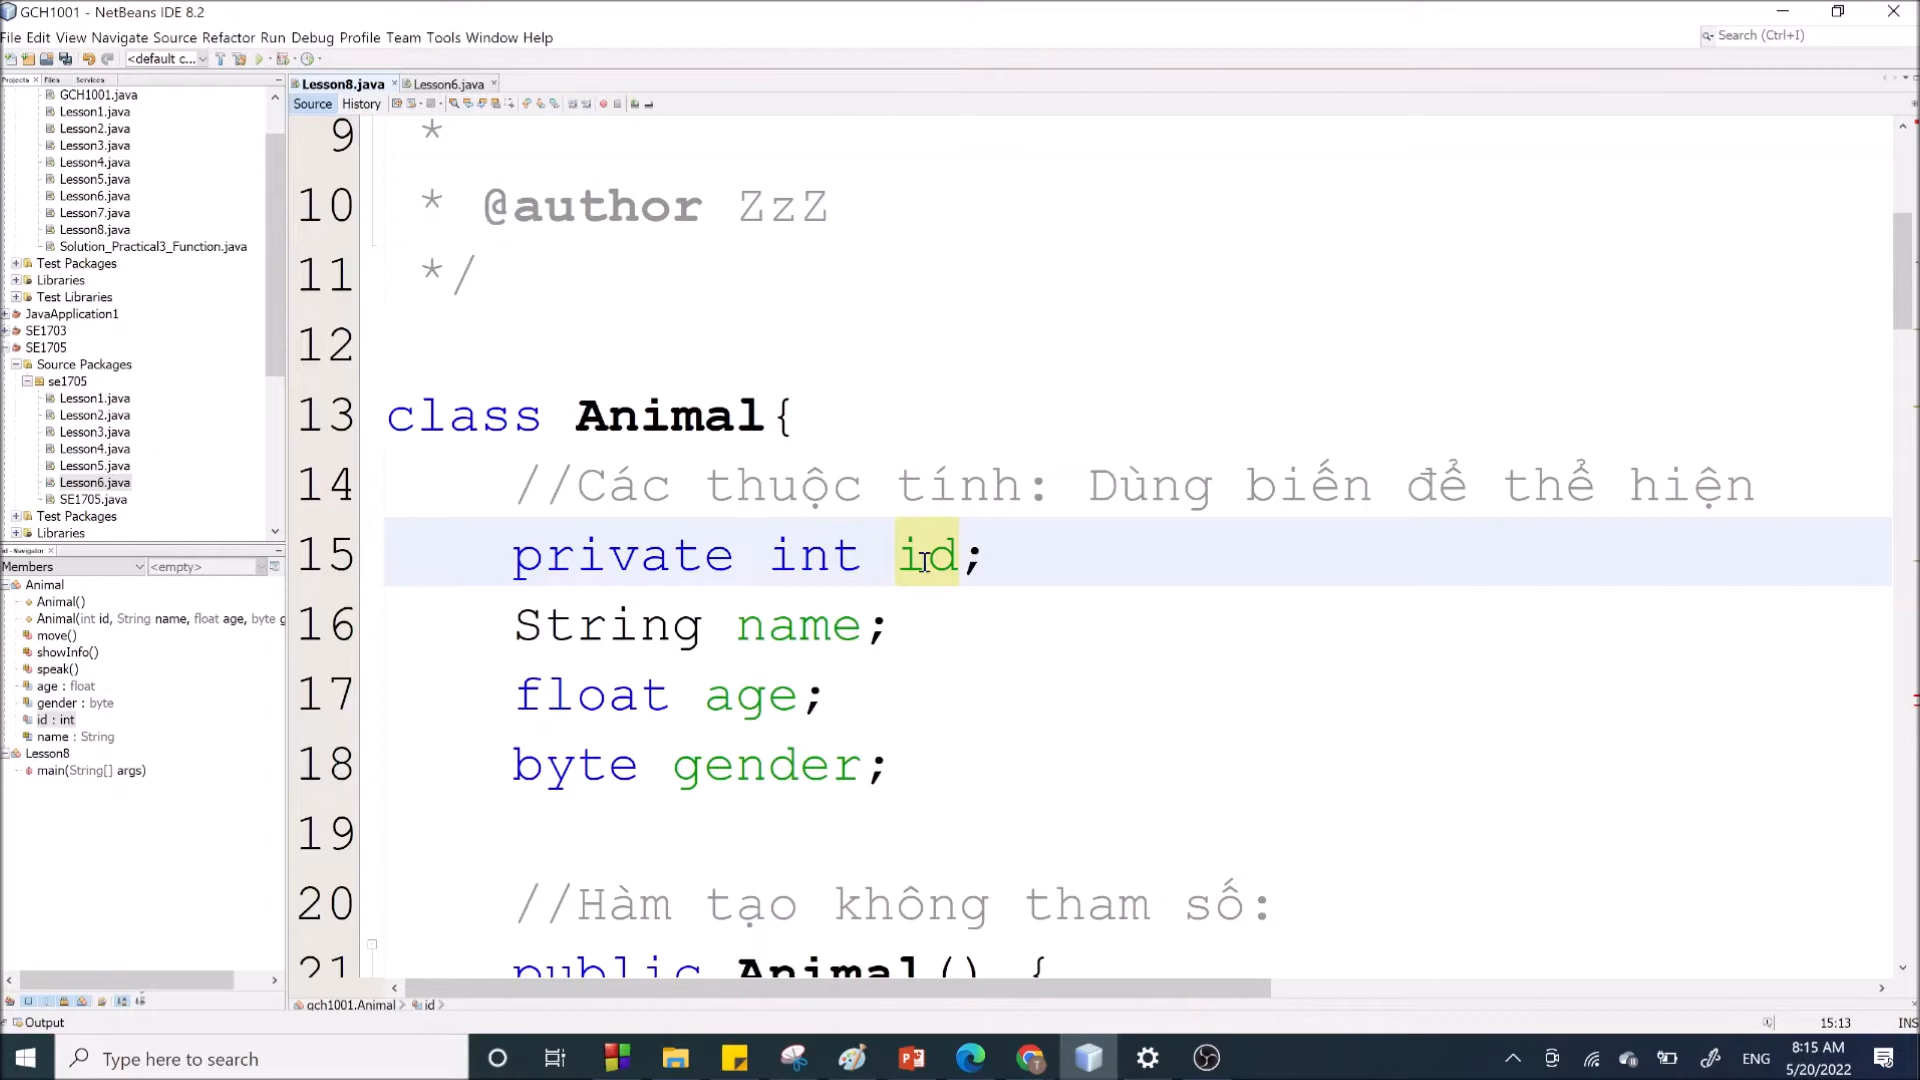 GCH1001 - NetBeans IDE 8.2
File Edit View Navigate Source Refactor Run Debug Profile Team Tools Window Help
Search (Ctrl+I)
<default c...
Projects Files Services
GCH1001.java
Lesson1.java
Lesson2.java
Lesson3.java
Lesson4.java
Lesson5.java
Lesson6.java
Lesson7.java
Lesson8.java
Solution_Practical3_Function.java
Test Packages
Libraries
Test Libraries
JavaApplication1
SE1703
SE1705
Source Packages
se1705
Lesson1.java
Lesson2.java
Lesson3.java
Lesson4.java
Lesson5.java
Lesson6.java
SE1705.java
Test Packages
Libraries
id - Navigator
Members <empty>
Animal
Animal()
Animal(int id, String name, float age, byte g
move()
showInfo()
speak()
age : float
gender : byte
id : int
name : String
Lesson8
main(String[] args)
Lesson8.java Lesson6.java
Source History
9 *
10 * @author ZzZ
11 */
12
13 class Animal{
14 //Các thuộc tính: Dùng biến để thể hiện
15 private int id;
16 String name;
17 float age;
18 byte gender;
19
20 //Hàm tạo không tham số:
21 public Animal() {
gch1001.Animal id
Output
15:13 INS
Type here to search
ENG
8:15 AM
5/20/2022